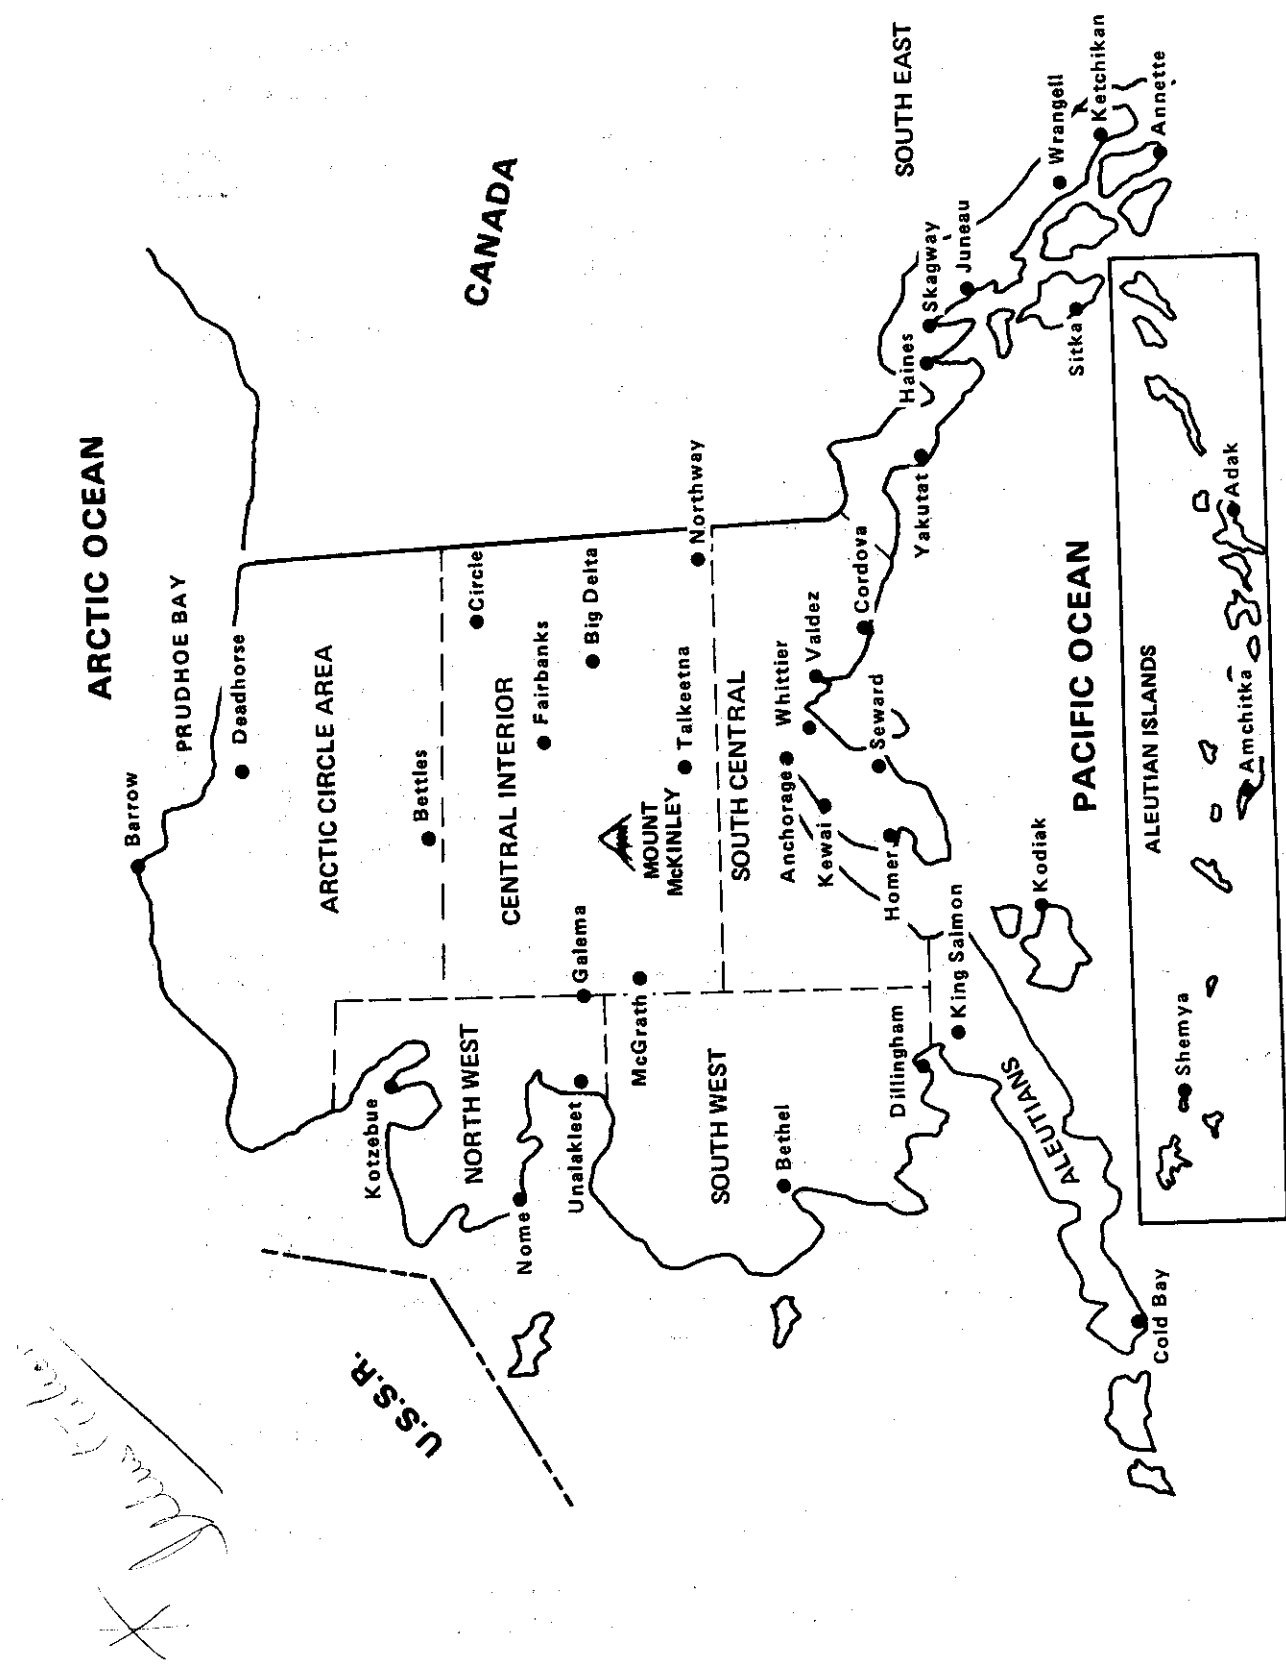 ARCTIC OCEAN
PRUDHOE BAY
Barrow
Deadhorse
ARCTIC CIRCLE AREA
Bettles
CANADA
Kotzebue
NORTH WEST
Nome
Unalakleet
U.S.S.R.
CENTRAL INTERIOR
Circle
Fairbanks
Big Delta
Galema
McGrath
MOUNT
McKINLEY
Talkeetna
Northway
SOUTH WEST
Bethel
Dillingham
SOUTH CENTRAL
Anchorage
Whittier
Valdez
Kewai
Homer
Seward
Cordova
Yakutat
SOUTH EAST
Haines
Skagway
Juneau
Sitka
Wrangell
Ketchikan
Annette
King Salmon
Kodiak
ALEUTIANS
Cold Bay
PACIFIC OCEAN
ALEUTIAN ISLANDS
Shemya
Amchitka
Adak